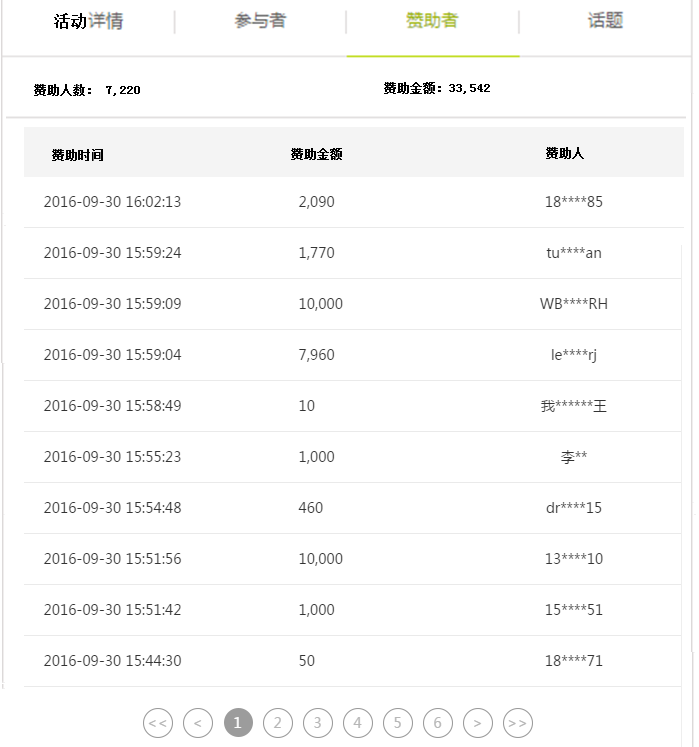 活动详情 参与者 赞助者 话题
赞助人数： 7,220 赞助金额：33,542
赞助时间 赞助金额 赞助人
2016-09-30 16:02:13 2,090 18****85
2016-09-30 15:59:24 1,770 tu****an
2016-09-30 15:59:09 10,000 WB****RH
2016-09-30 15:59:04 7,960 le****rj
2016-09-30 15:58:49 10 我******王
2016-09-30 15:55:23 1,000 李**
2016-09-30 15:54:48 460 dr****15
2016-09-30 15:51:56 10,000 13****10
2016-09-30 15:51:42 1,000 15****51
2016-09-30 15:44:30 50 18****71
<< < 1 2 3 4 5 6 > >>